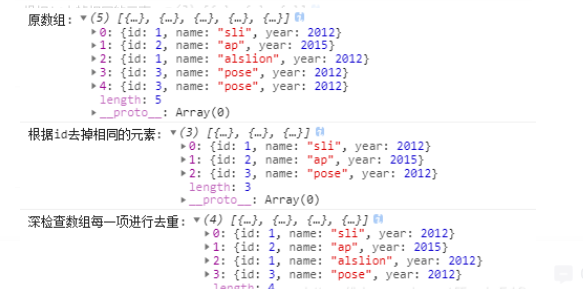 原数组: ▼(5) [{…}, {…}, {…}, {…}, {…}]
▶0: {id: 1, name: "sli", year: 2012}
▶1: {id: 2, name: "ap", year: 2015}
▶2: {id: 1, name: "alslion", year: 2012}
▶3: {id: 3, name: "pose", year: 2012}
▶4: {id: 3, name: "pose", year: 2012}
length: 5
▶__proto__: Array(0)
根据id去掉相同的元素: ▼(3) [{…}, {…}, {…}]
▶0: {id: 1, name: "sli", year: 2012}
▶1: {id: 2, name: "ap", year: 2015}
▶2: {id: 3, name: "pose", year: 2012}
length: 3
▶__proto__: Array(0)
深检查数组每一项进行去重: ▼(4) [{…}, {…}, {…}, {…}]
▶0: {id: 1, name: "sli", year: 2012}
▶1: {id: 2, name: "ap", year: 2015}
▶2: {id: 1, name: "alslion", year: 2012}
▶3: {id: 3, name: "pose", year: 2012}
length: 4